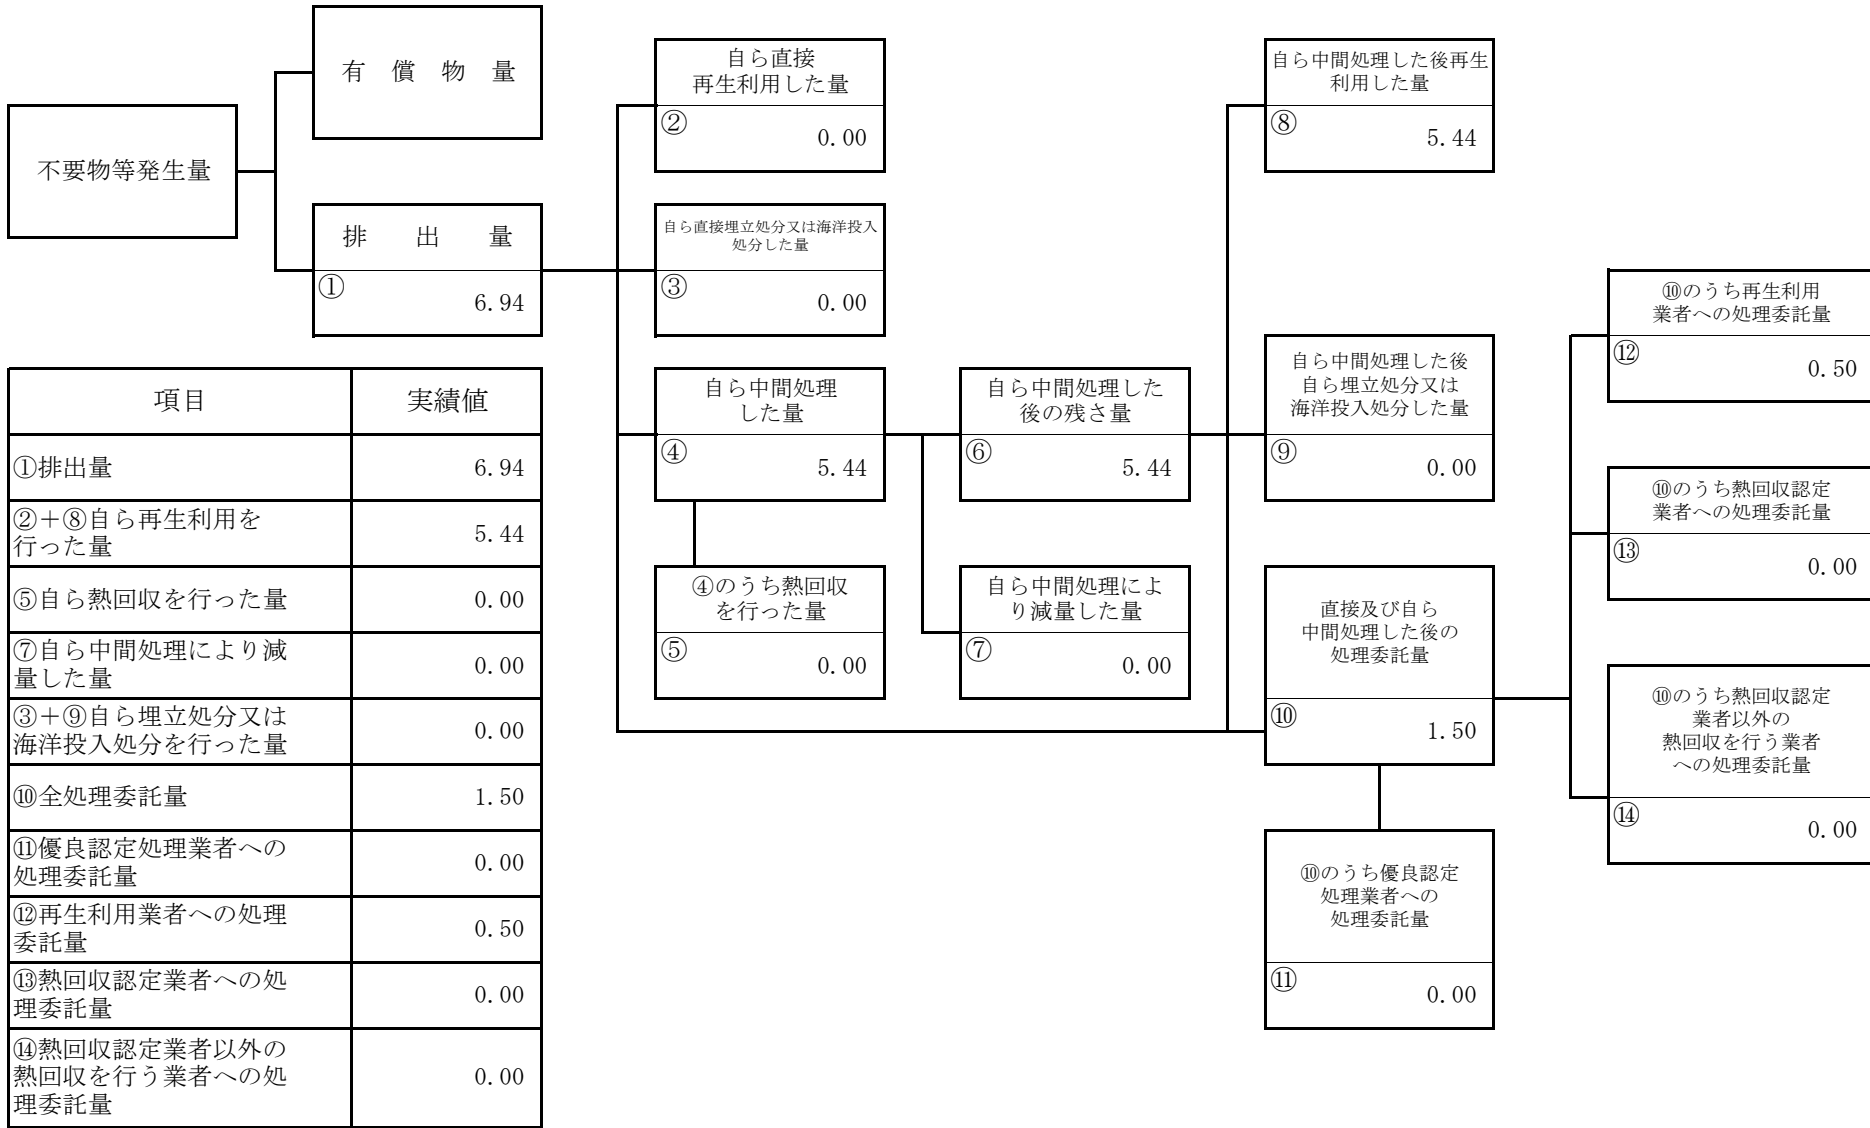 不要物等発生量
有 償 物 量
排 出 量
①
6.94
自ら直接
再生利用した量
②
0.00
自ら直接埋立処分又は海洋投入
処分した量
③
0.00
自ら中間処理
した量
④
5.44
④のうち熱回収
を行った量
⑤
0.00
自ら中間処理した
後の残さ量
⑥
5.44
自ら中間処理によ
り減量した量
⑦
0.00
自ら中間処理した後再生
利用した量
⑧
5.44
自ら中間処理した後
自ら埋立処分又は
海洋投入処分した量
⑨
0.00
直接及び自ら
中間処理した後の
処理委託量
⑩
1.50
⑩のうち優良認定
処理業者への
処理委託量
⑪
0.00
⑩のうち再生利用
業者への処理委託量
⑫
0.50
⑩のうち熱回収認定
業者への処理委託量
⑬
0.00
⑩のうち熱回収認定
業者以外の
熱回収を行う業者
への処理委託量
⑭
0.00
項目 実績値
①排出量 6.94
②+⑧自ら再生利用を
行った量 5.44
⑤自ら熱回収を行った量 0.00
⑦自ら中間処理により減
量した量 0.00
③+⑨自ら埋立処分又は
海洋投入処分を行った量 0.00
⑩全処理委託量 1.50
⑪優良認定処理業者への
処理委託量 0.00
⑫再生利用業者への処理
委託量 0.50
⑬熱回収認定業者への処
理委託量 0.00
⑭熱回収認定業者以外の
熱回収を行う業者への処
理委託量 0.00